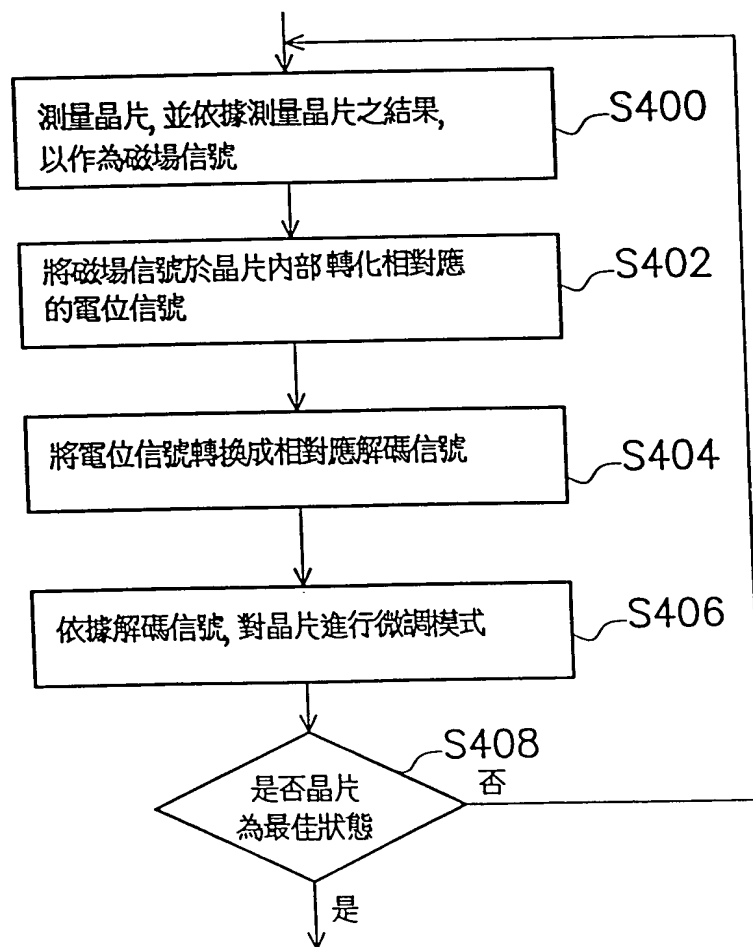 測量晶片, 並依據測量晶片之結果,
以作為磁場信號
S400
將磁場信號於晶片內部轉化相對應
的電位信號
S402
將電位信號轉換成相對應解碼信號
S404
依據解碼信號, 對晶片進行微調模式
S406
S408
是否晶片
為最佳狀態
否
是